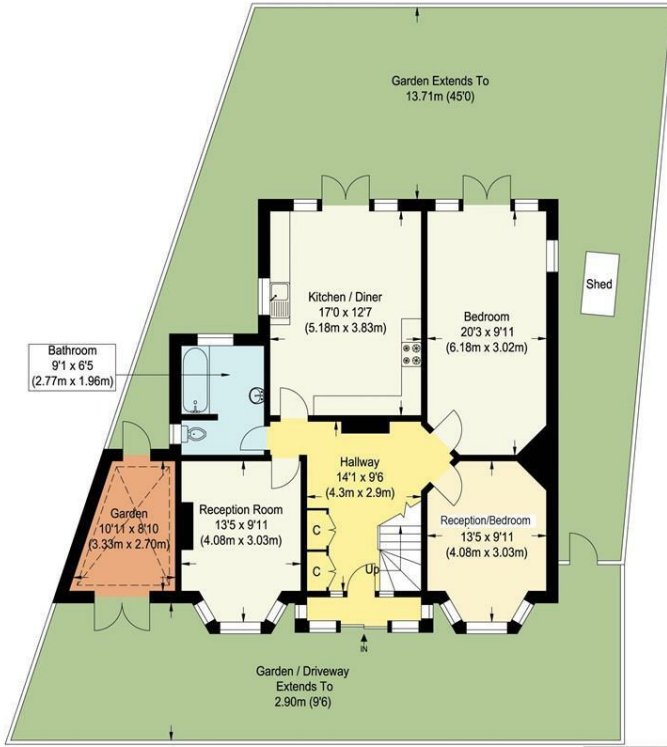 Garden Extends To
13.71m (45'0)
Kitchen / Diner
17'0 x 12'7
(5.18m x 3.83m)
Bedroom
20'3 x 9'11
(6.18m x 3.02m)
Shed
Bathroom
9'1 x 6'5
(2.77m x 1.96m)
Hallway
14'1 x 9'6
(4.3m x 2.9m)
Garden
10'11 x 8'10
(3.33m x 2.70m)
Reception Room
13'5 x 9'11
(4.08m x 3.03m)
C
C
Up
Reception/Bedroom
13'5 x 9'11
(4.08m x 3.03m)
IN
Garden / Driveway
Extends To
2.90m (9'6)